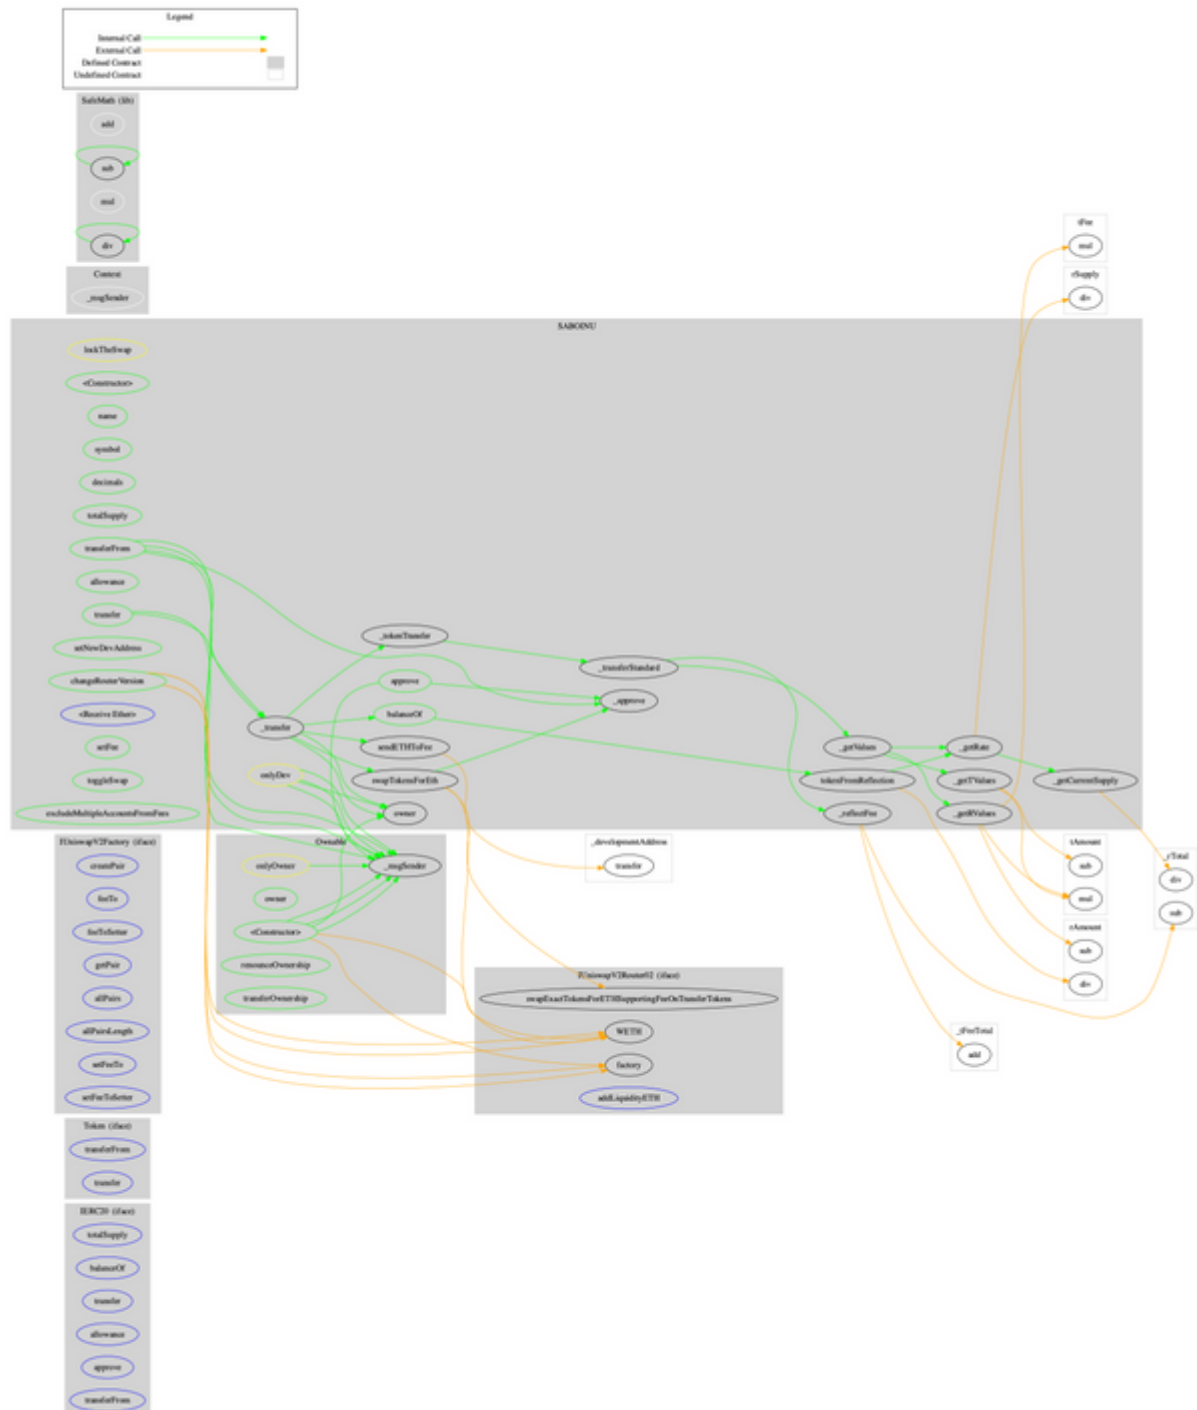 Legend
Internal Call
External Call
Defined Contract
Undefined Contract
SafeMath (lib)
add
sub
mul
div
Context
_msgSender
SABOINU
lockTheSwap
<Constructor>
name
symbol
decimals
totalSupply
transferFrom
allowance
transfer
setNewDevAddress
changeRouterVersion
<Receive Ether>
setFee
toggleSwap
excludeMultipleAccountsFromFees
_transfer
onlyDev
_tokenTransfer
approve
balanceOf
sendETHToFee
swapTokensForEth
owner
_transferStandard
_approve
_getValues
tokenFromReflection
_reflectFee
_getRate
_getTValues
_getRValues
_getCurrentSupply
tFee
mul
rSupply
div
IUniswapV2Factory (iface)
createPair
feeTo
feeToSetter
getPair
allPairs
allPairsLength
setFeeTo
setFeeToSetter
Ownable
onlyOwner
owner
<Constructor>
renounceOwnership
transferOwnership
_msgSender
_developmentAddress
transfer
IUniswapV2Router02 (iface)
swapExactTokensForETHSupportingFeeOnTransferTokens
WETH
factory
addLiquidityETH
tAmount
sub
mul
rAmount
sub
div
_rTotal
div
sub
_tFeeTotal
add
Token (iface)
transferFrom
transfer
IERC20 (iface)
totalSupply
balanceOf
transfer
allowance
approve
transferFrom